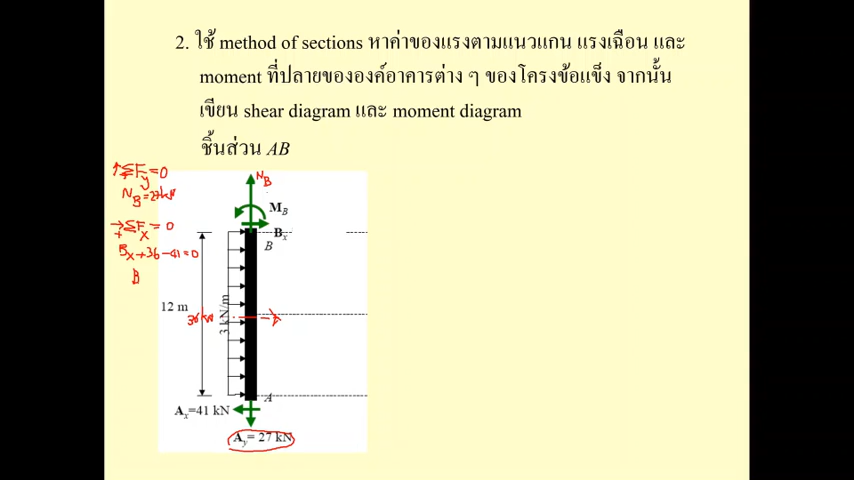 2. ใช้ method of sections หาค่าของแรงตามแนวแกน แรงเฉือน และ
moment ที่ปลายขององค์อาคารต่าง ๆ ของโครงข้อแข็ง จากนั้น
เขียน shear diagram และ moment diagram
ชิ้นส่วน AB
↑+ΣFy=0
NB=27kN
→+ΣFx=0
Bx+36-41=0
B
NB
MB
Bx
B
12 m
36 kN
3 kN/m
A
Ax=41 kN
Ay= 27 kN